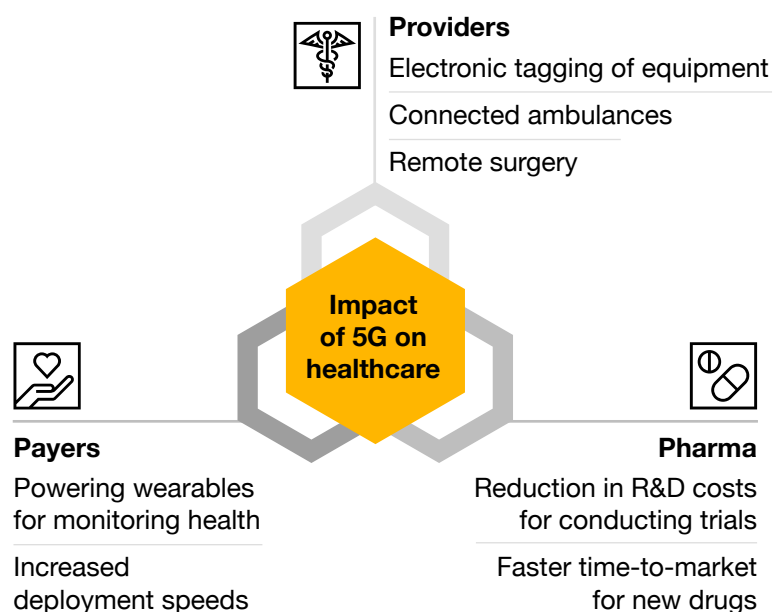 Providers
Electronic tagging of equipment
Connected ambulances
Remote surgery
Impact
of 5G on
healthcare
Payers
Powering wearables
for monitoring health
Increased
deployment speeds
Pharma
Reduction in R&D costs
for conducting trials
Faster time-to-market
for new drugs